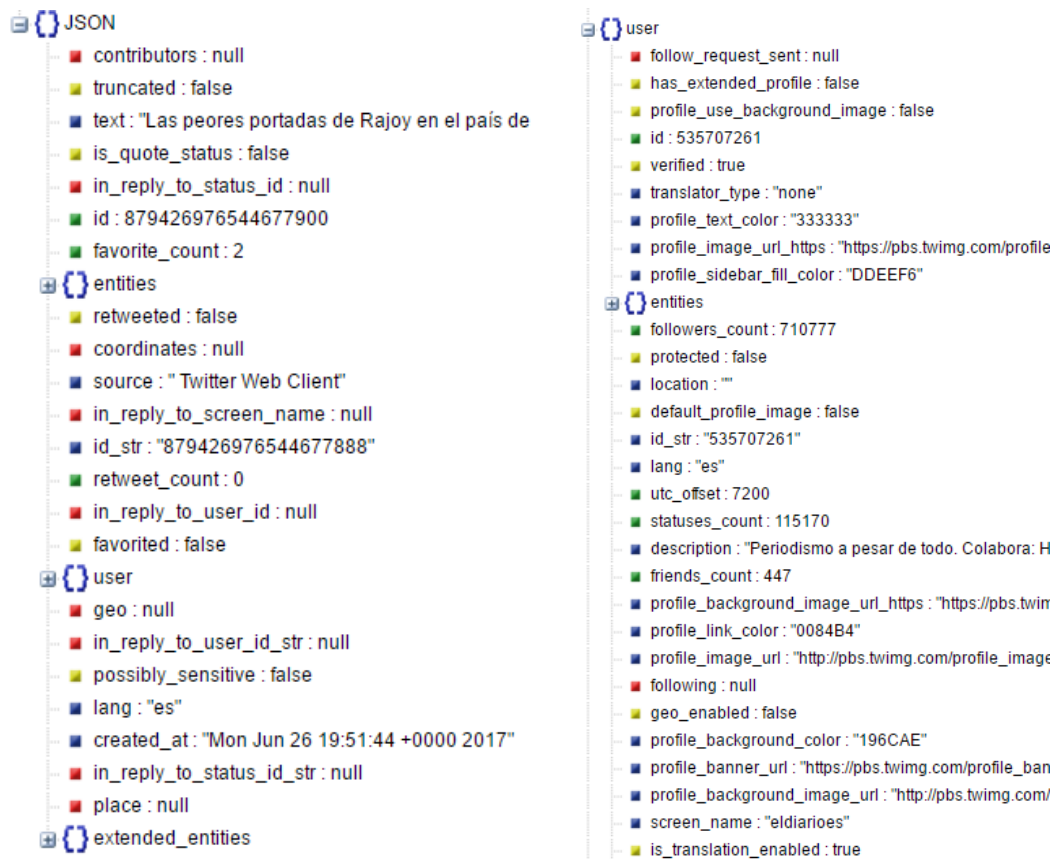 JSON
contributors : null
truncated : false
text : "Las peores portadas de Rajoy en el país de
is_quote_status : false
in_reply_to_status_id : null
id : 879426976544677900
favorite_count : 2
entities
retweeted : false
coordinates : null
source : " Twitter Web Client"
in_reply_to_screen_name : null
id_str : "879426976544677888"
retweet_count : 0
in_reply_to_user_id : null
favorited : false
user
geo : null
in_reply_to_user_id_str : null
possibly_sensitive : false
lang : "es"
created_at : "Mon Jun 26 19:51:44 +0000 2017"
in_reply_to_status_id_str : null
place : null
extended_entities
user
follow_request_sent : null
has_extended_profile : false
profile_use_background_image : false
id : 535707261
verified : true
translator_type : "none"
profile_text_color : "333333"
profile_image_url_https : "https://pbs.twimg.com/profile
profile_sidebar_fill_color : "DDEEF6"
entities
followers_count : 710777
protected : false
location : ""
default_profile_image : false
id_str : "535707261"
lang : "es"
utc_offset : 7200
statuses_count : 115170
description : "Periodismo a pesar de todo. Colabora: H
friends_count : 447
profile_background_image_url_https : "https://pbs.twim
profile_link_color : "0084B4"
profile_image_url : "http://pbs.twimg.com/profile_image
following : null
geo_enabled : false
profile_background_color : "196CAE"
profile_banner_url : "https://pbs.twimg.com/profile_ban
profile_background_image_url : "http://pbs.twimg.com/
screen_name : "eldiarioes"
is_translation_enabled : true